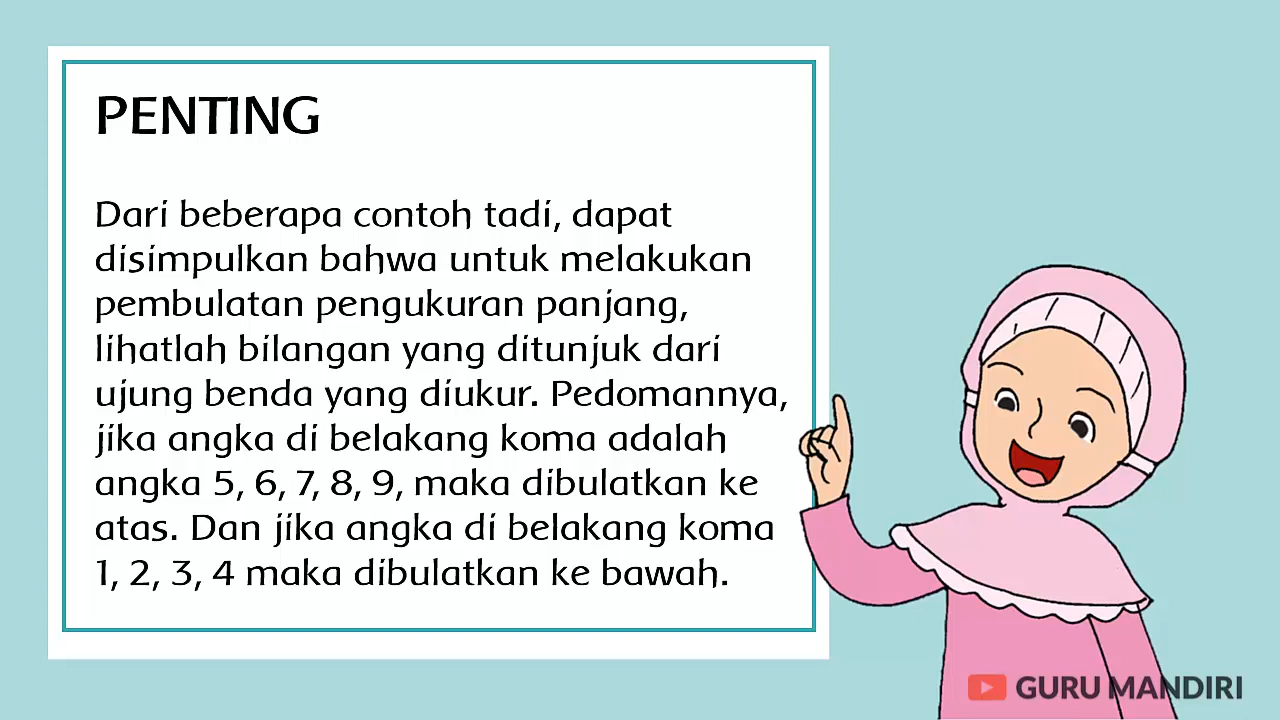 PENTING
Dari beberapa contoh tadi, dapat
disimpulkan bahwa untuk melakukan
pembulatan pengukuran panjang,
lihatlah bilangan yang ditunjuk dari
ujung benda yang diukur. Pedomannya,
jika angka di belakang koma adalah
angka 5, 6, 7, 8, 9, maka dibulatkan ke
atas. Dan jika angka di belakang koma
1, 2, 3, 4 maka dibulatkan ke bawah.
GURU MANDIRI